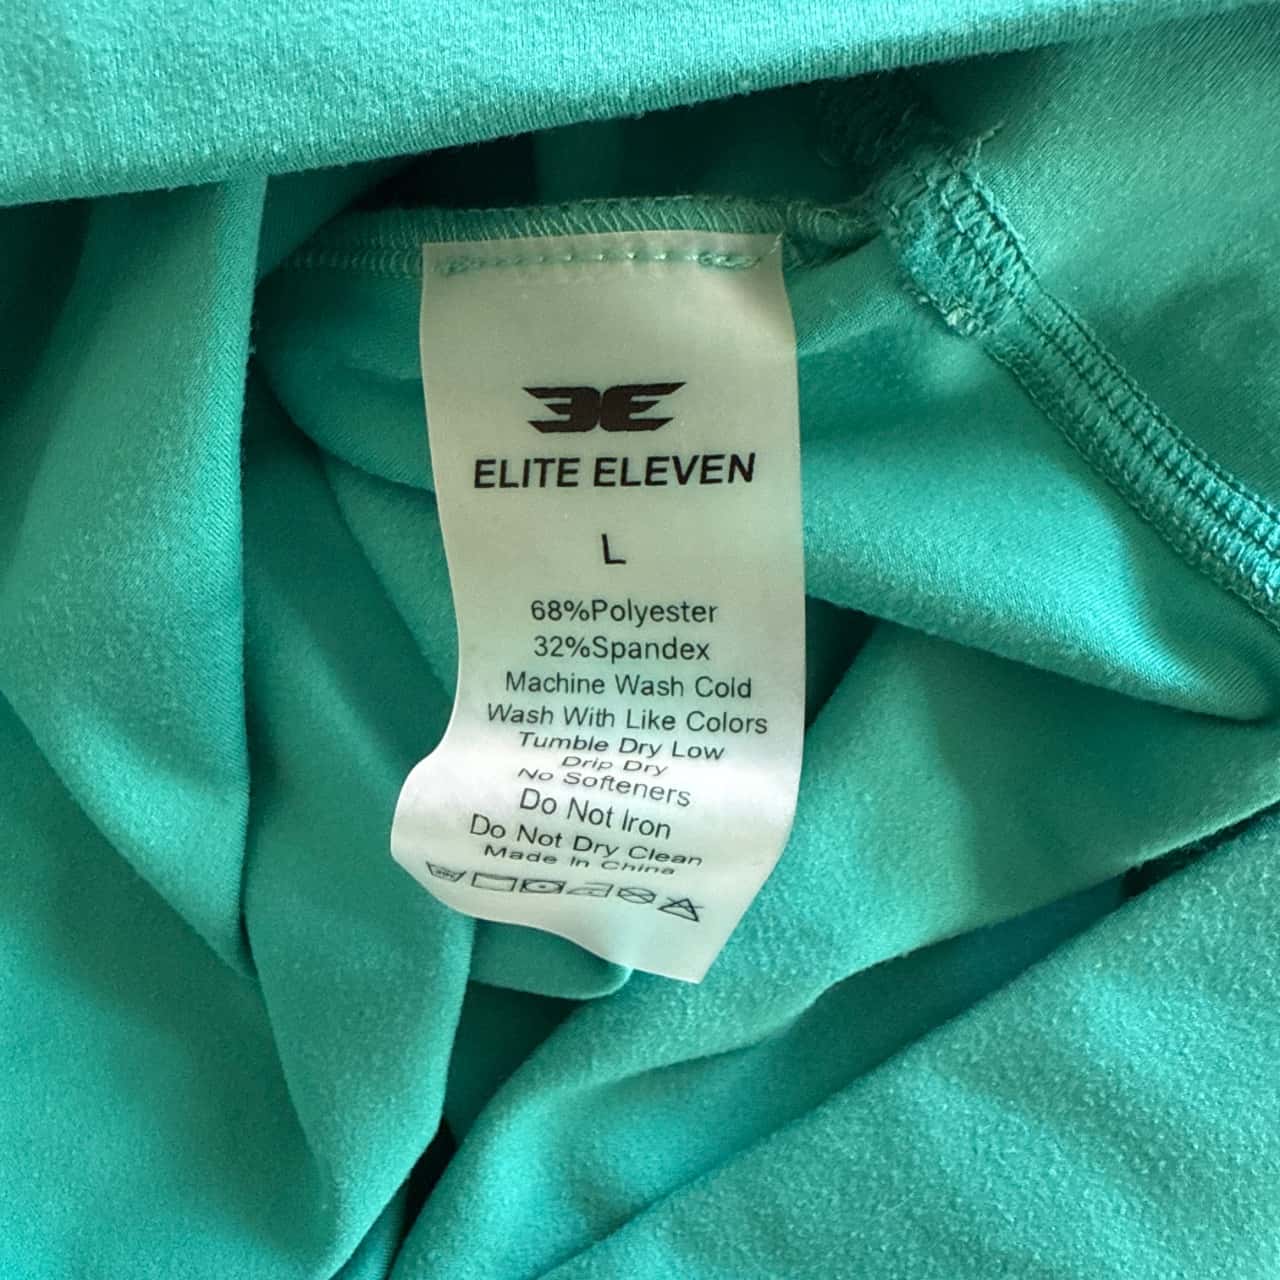 ELITE ELEVEN
L
68%Polyester
32%Spandex
Machine Wash Cold
Wash With Like Colors
Tumble Dry Low
Drip Dry
No Softeners
Do Not Iron
Do Not Dry Clean
Made In China